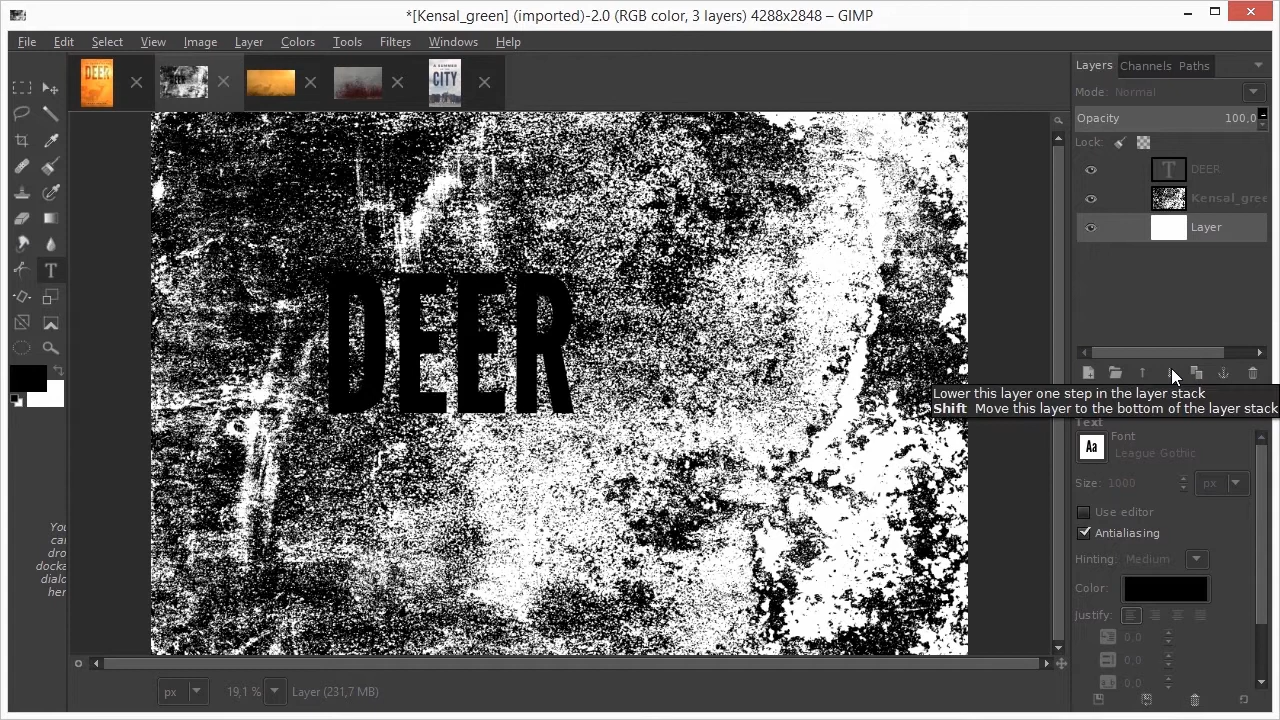 *[Kensal_green] (imported)-2.0 (RGB color, 3 layers) 4288x2848 – GIMP
File Edit Select View Image Layer Colors Tools Filters Windows Help
DEER
CITY
Layers Channels Paths
Mode: Normal
Opacity 100,0
Lock:
DEER
Kensal_gree
Layer
DEER
Lower this layer one step in the layer stack
Shift Move this layer to the bottom of the layer stack
Text
Font
Aa League Gothic
Size: 1000 px
Use editor
Antialiasing
Hinting: Medium
Color:
Justify:
0,0
0,0
0,0
You
can
dro
docka
dialo
her
px 19,1 % Layer (231,7 MB)